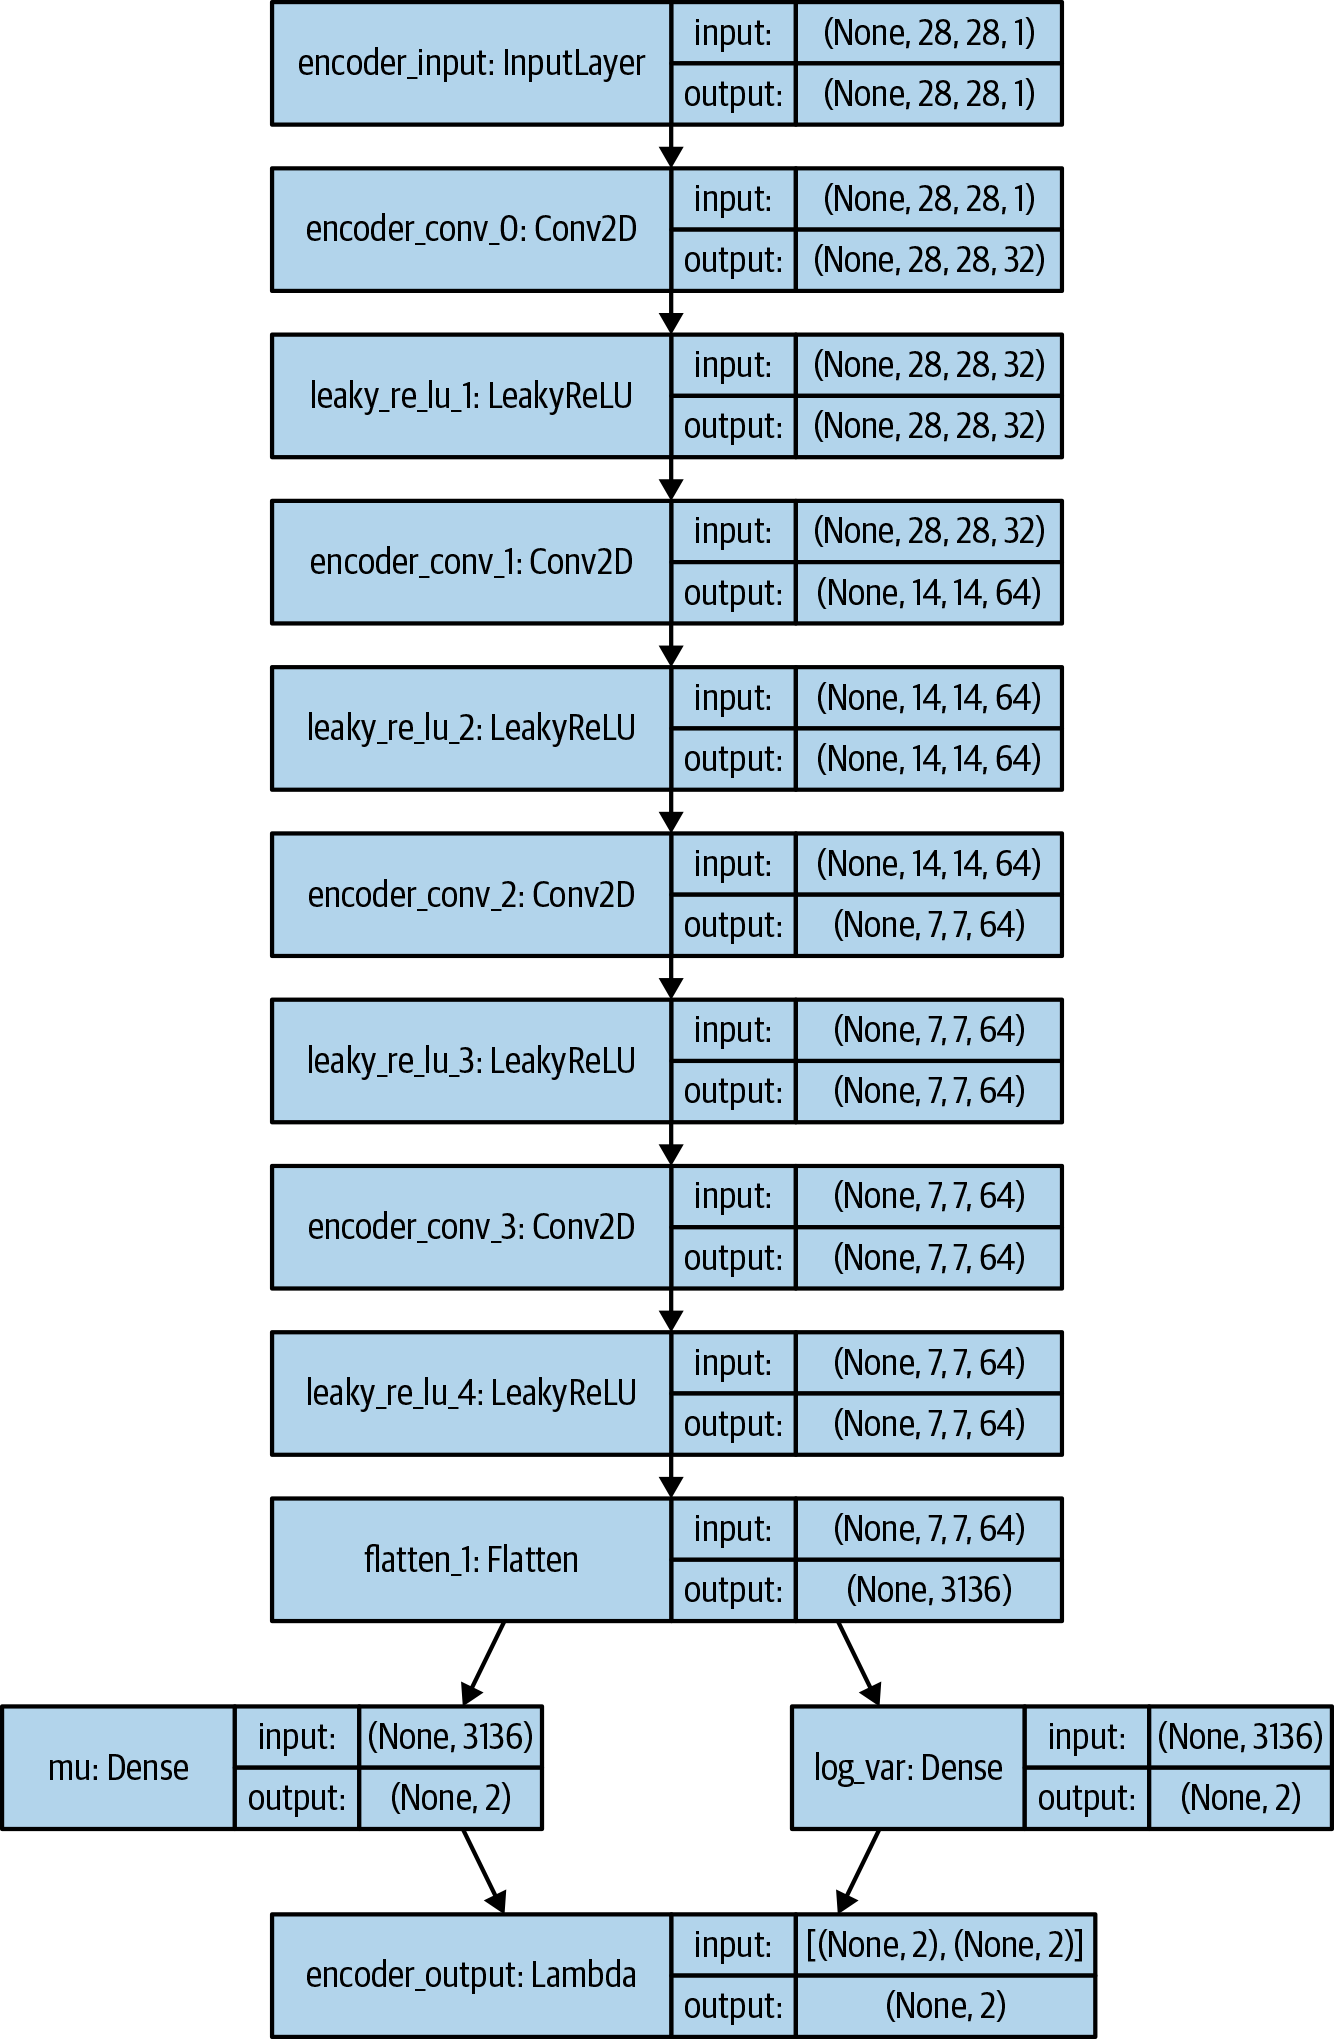 encoder_input: InputLayer
input: (None, 28, 28, 1)
output: (None, 28, 28, 1)
encoder_conv_0: Conv2D
input: (None, 28, 28, 1)
output: (None, 28, 28, 32)
leaky_re_lu_1: LeakyReLU
input: (None, 28, 28, 32)
output: (None, 28, 28, 32)
encoder_conv_1: Conv2D
input: (None, 28, 28, 32)
output: (None, 14, 14, 64)
leaky_re_lu_2: LeakyReLU
input: (None, 14, 14, 64)
output: (None, 14, 14, 64)
encoder_conv_2: Conv2D
input: (None, 14, 14, 64)
output: (None, 7, 7, 64)
leaky_re_lu_3: LeakyReLU
input: (None, 7, 7, 64)
output: (None, 7, 7, 64)
encoder_conv_3: Conv2D
input: (None, 7, 7, 64)
output: (None, 7, 7, 64)
leaky_re_lu_4: LeakyReLU
input: (None, 7, 7, 64)
output: (None, 7, 7, 64)
flatten_1: Flatten
input: (None, 7, 7, 64)
output: (None, 3136)
mu: Dense
input: (None, 3136)
output: (None, 2)
log_var: Dense
input: (None, 3136)
output: (None, 2)
encoder_output: Lambda
input: [(None, 2), (None, 2)]
output: (None, 2)